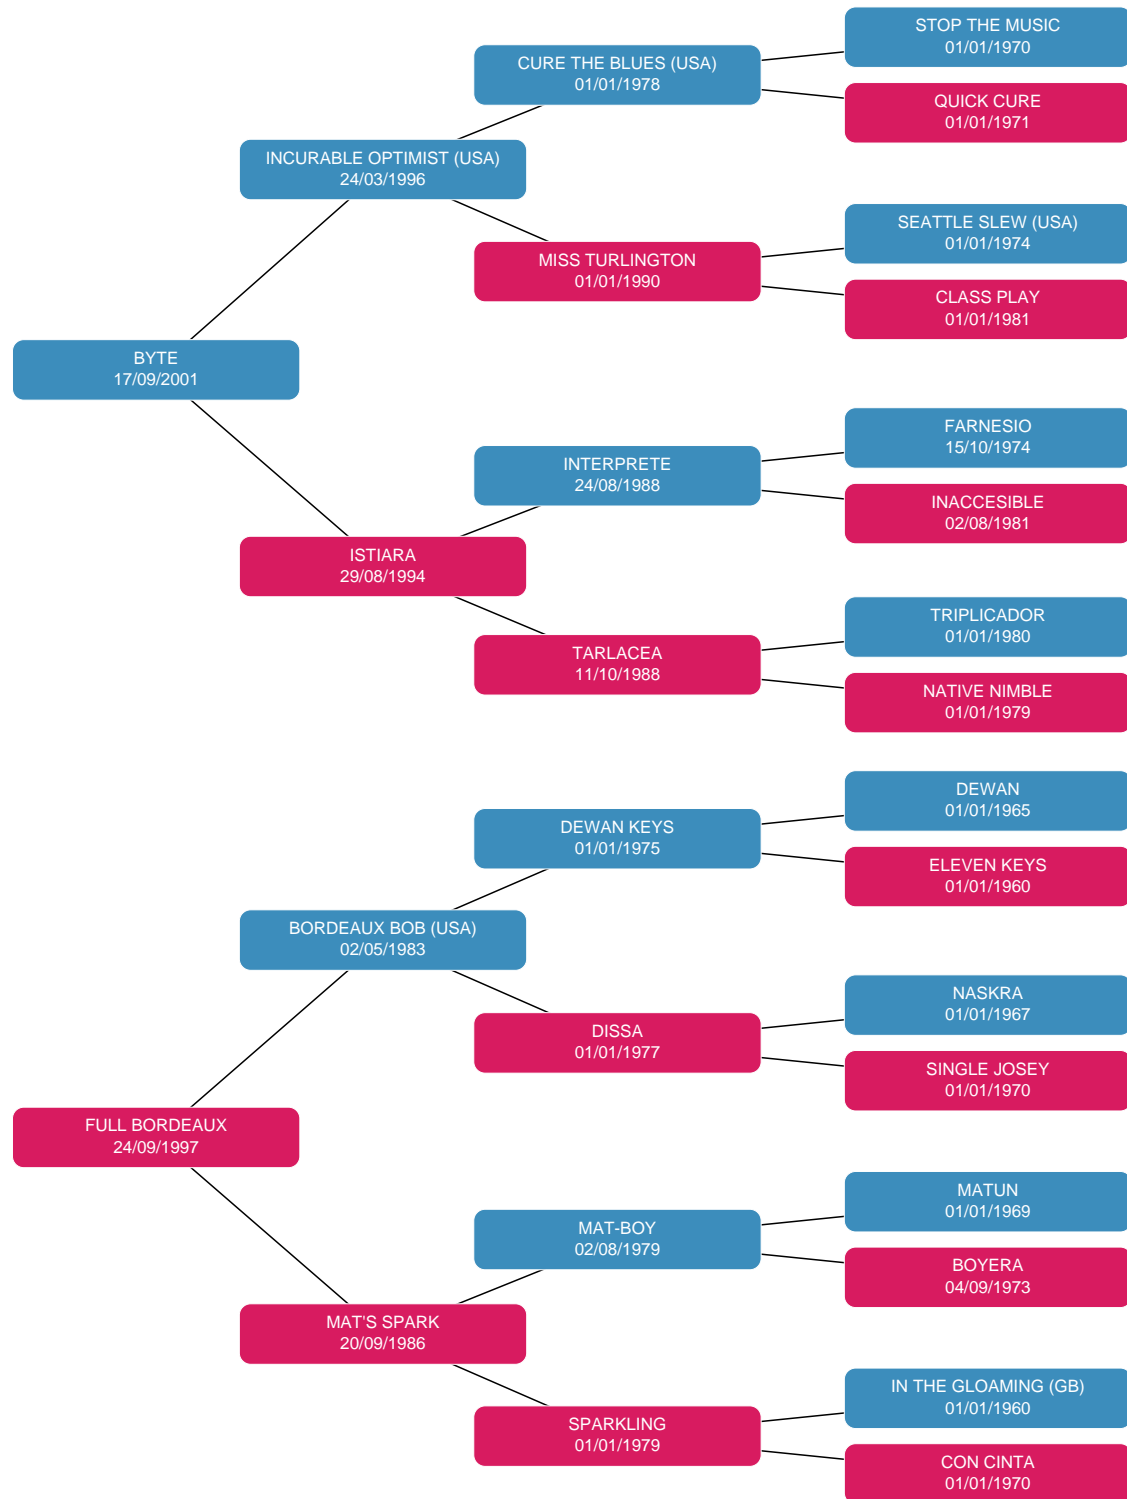 STOP THE MUSIC
01/01/1970
CURE THE BLUES (USA)
01/01/1978
QUICK CURE
01/01/1971
INCURABLE OPTIMIST (USA)
24/03/1996
SEATTLE SLEW (USA)
01/01/1974
MISS TURLINGTON
01/01/1990
CLASS PLAY
01/01/1981
BYTE
17/09/2001
FARNESIO
15/10/1974
INTERPRETE
24/08/1988
INACCESIBLE
02/08/1981
ISTIARA
29/08/1994
TRIPLICADOR
01/01/1980
TARLACEA
11/10/1988
NATIVE NIMBLE
01/01/1979
DEWAN
01/01/1965
DEWAN KEYS
01/01/1975
ELEVEN KEYS
01/01/1960
BORDEAUX BOB (USA)
02/05/1983
NASKRA
01/01/1967
DISSA
01/01/1977
SINGLE JOSEY
01/01/1970
FULL BORDEAUX
24/09/1997
MATUN
01/01/1969
MAT-BOY
02/08/1979
BOYERA
04/09/1973
MAT'S SPARK
20/09/1986
IN THE GLOAMING (GB)
01/01/1960
SPARKLING
01/01/1979
CON CINTA
01/01/1970